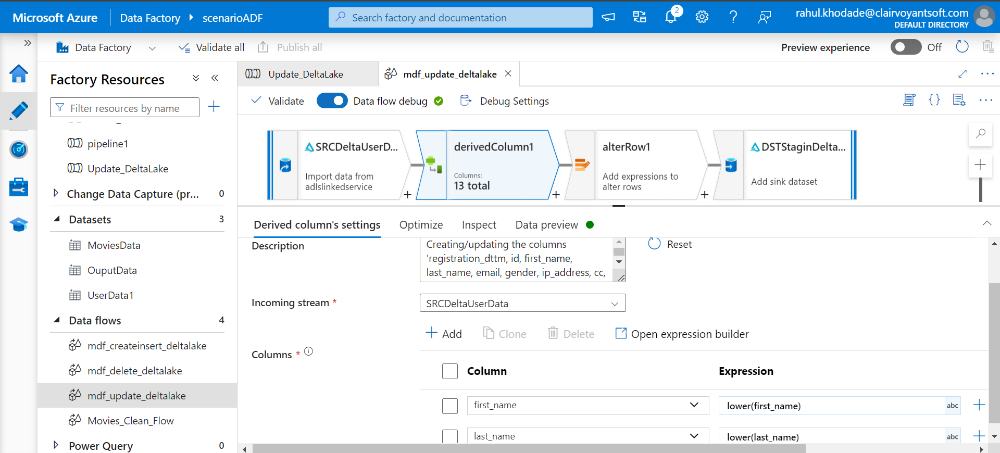 Microsoft Azure
Data Factory
scenarioADF
Search factory and documentation
2
rahul.khodade@clairvoyantsoft.com
DEFAULT DIRECTORY
Data Factory
Validate all
Publish all
Preview experience
Off
Factory Resources
Filter resources by name
pipeline1
Update_DeltaLake
Change Data Capture (pr... 0
Datasets 3
MoviesData
OuputData
UserData1
Data flows 4
mdf_createinsert_deltalake
mdf_delete_deltalake
mdf_update_deltalake
Movies_Clean_Flow
Power Query 0
Update_DeltaLake
mdf_update_deltalake
Validate
Data flow debug
Debug Settings
SRCDeltaUserD...
Import data from
adlslinkedservice
derivedColumn1
Columns:
13 total
alterRow1
Add expressions to
alter rows
DSTStaginDelta...
Add sink dataset
Derived column's settings
Optimize
Inspect
Data preview
Description
Creating/updating the columns
'registration_dttm, id, first_name,
last_name, email, gender, ip_address, cc,
Reset
Incoming stream *
SRCDeltaUserData
Add
Clone
Delete
Open expression builder
Columns *
Column
Expression
first_name
lower(first_name)
abc
last_name
lower(last_name)
abc